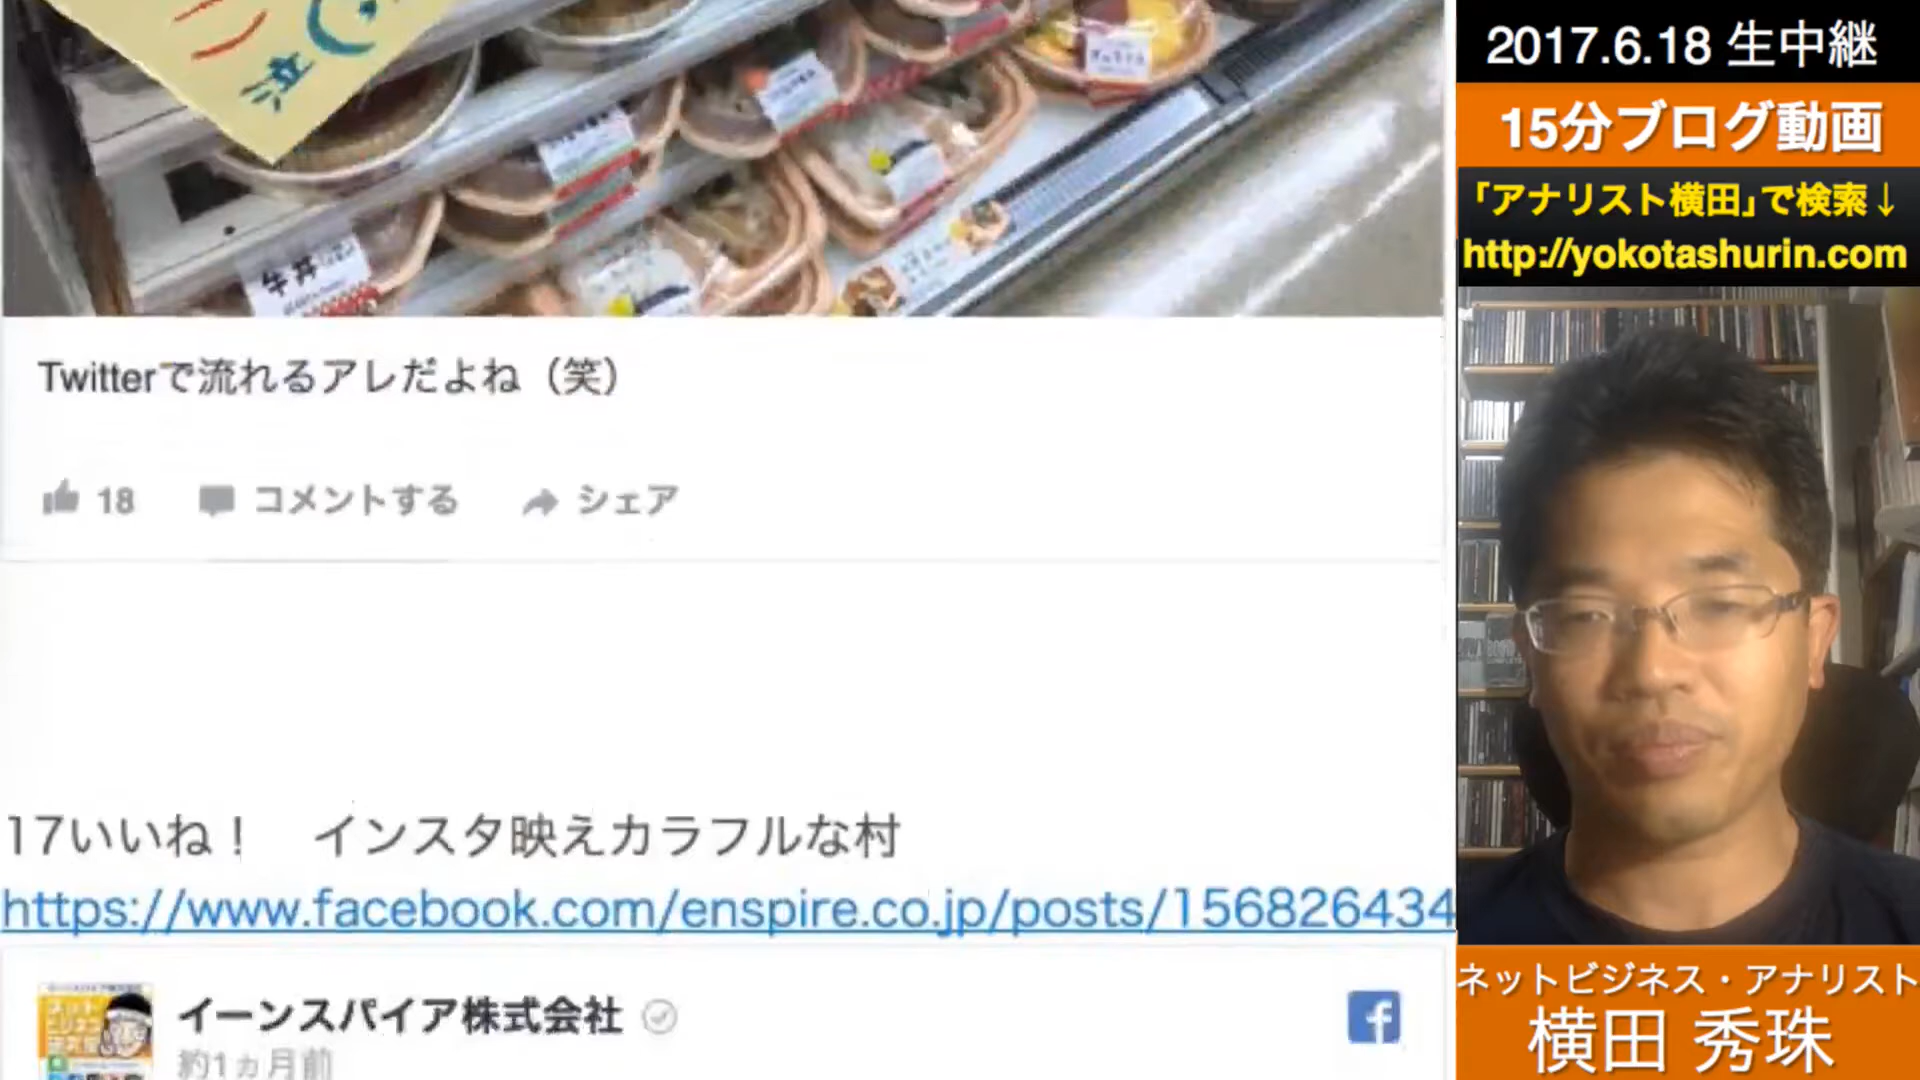 泣
牛丼
Twitterで流れるアレだよね（笑）
18 コメントする シェア
17いいね！ インスタ映えカラフルな村
https://www.facebook.com/enspire.co.jp/posts/156826434
イーンスパイア株式会社
約1ヵ月前
2017.6.18 生中継
15分ブログ動画
「アナリスト横田」で検索↓
http://yokotashurin.com
ネットビジネス・アナリスト
横田 秀珠